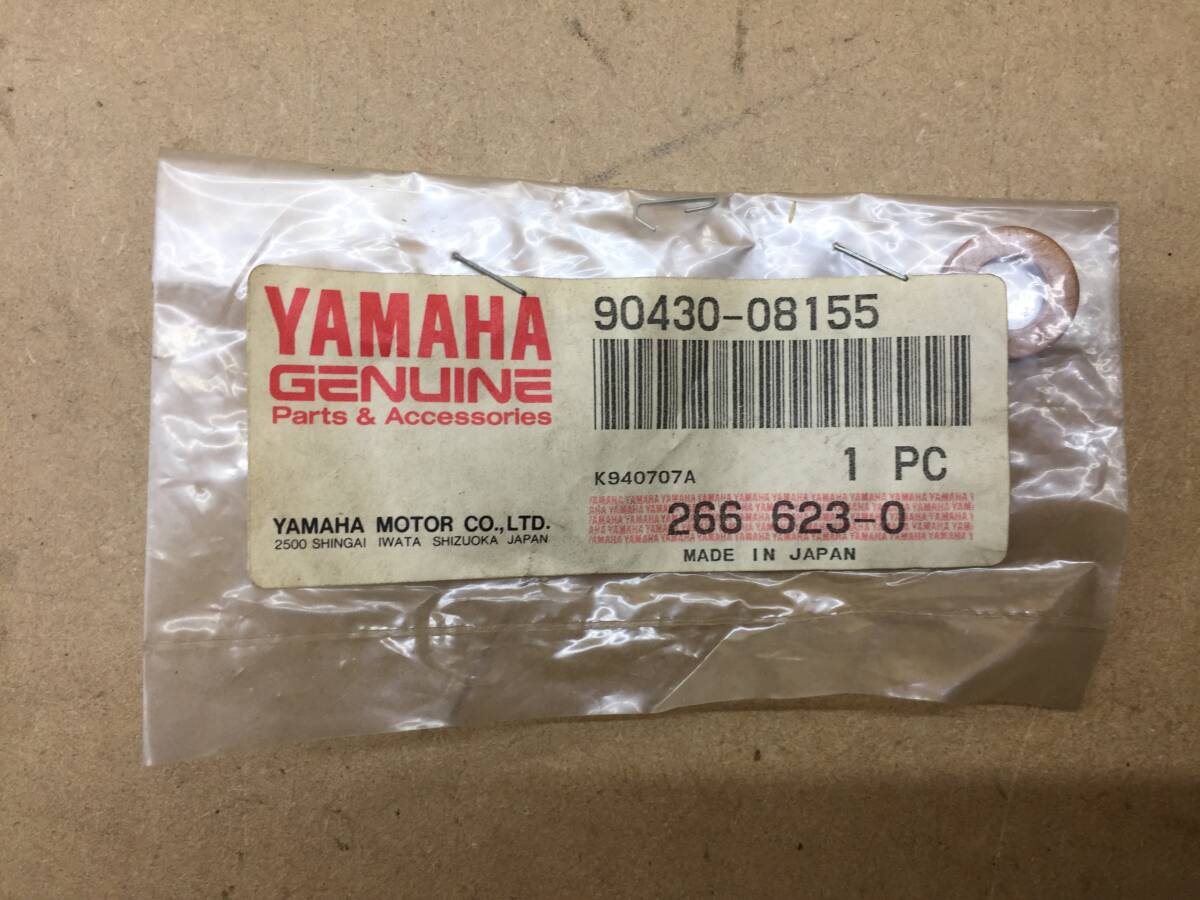 YAMAHA
GENUINE
Parts & Accessories
YAMAHA MOTOR CO.,LTD.
2500 SHINGAI IWATA SHIZUOKA JAPAN
90430-08155
1 PC
K940707A
266 623-0
MADE IN JAPAN